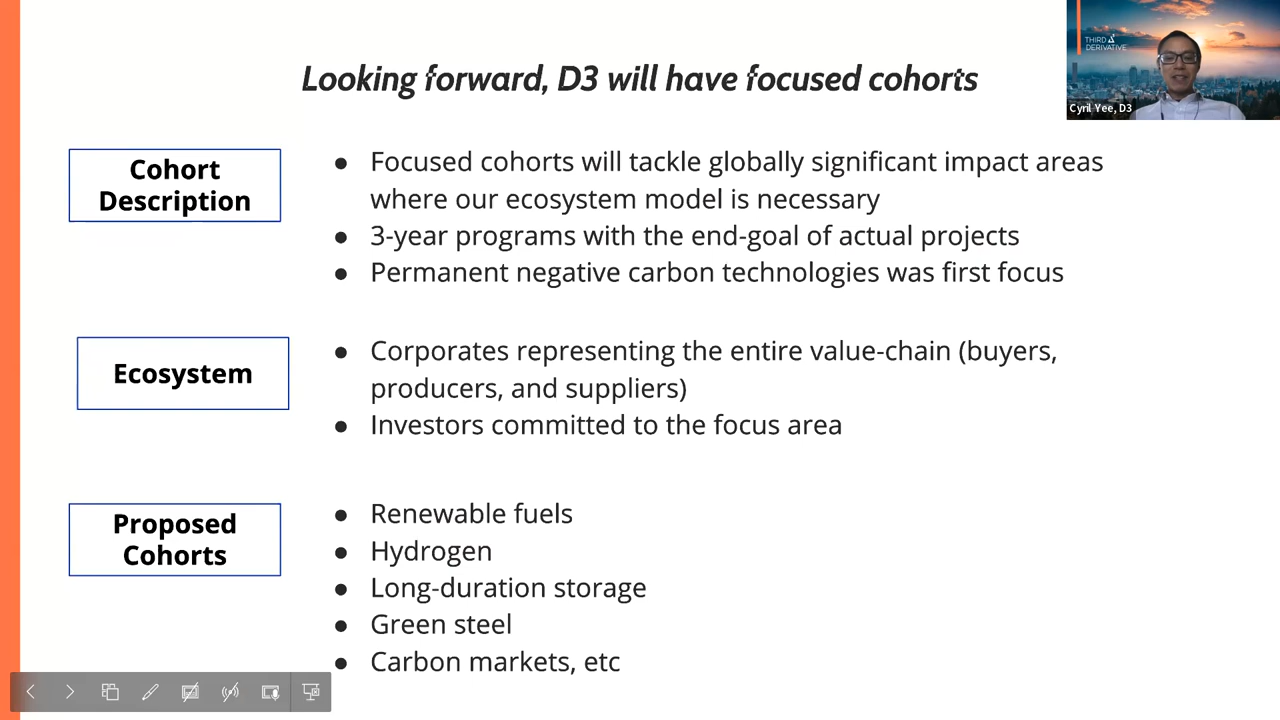 Looking forward, D3 will have focused cohorts
THIRD
DERIVATIVE
Cyril Yee, D3
Cohort
Description
● Focused cohorts will tackle globally significant impact areas
where our ecosystem model is necessary
● 3-year programs with the end-goal of actual projects
● Permanent negative carbon technologies was first focus
Ecosystem
● Corporates representing the entire value-chain (buyers,
producers, and suppliers)
● Investors committed to the focus area
Proposed
Cohorts
● Renewable fuels
● Hydrogen
● Long-duration storage
● Green steel
● Carbon markets, etc